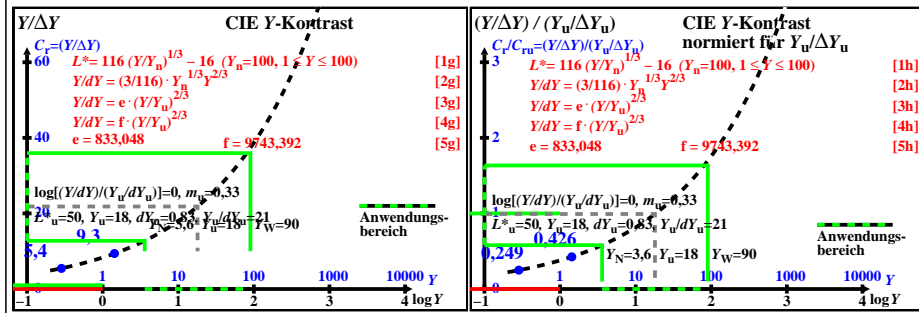 Y/ΔY
CIE Y-Kontrast
C_r=(Y/ΔY)
60
L*= 116 (Y/Y_n)^1/3 – 16 (Y_n=100, 1 ≤ Y ≤ 100) [1g]
Y/dY = (3/116) · Y_n^1/3 Y^2/3 [2g]
Y/dY = e · (Y/Y_u)^2/3 [3g]
Y/dY = f · (Y/Y_u)^2/3 [4g]
40
e = 833,048 f = 9743,392 [5g]
log[(Y/dY)/(Y_u/dY_u)]=0, m_u=0,33
20
L*_u=50, Y_u=18, dY_u=0,83, Y_u/dY_u=21
Y_N=3,6 Y_u=18 Y_W=90
Anwendungs-
bereich
9,3
5,4
0
1 10 100 1000 10000 Y
–1 0 1 2 3 4 log Y
(Y/ΔY) / (Y_u/ΔY_u)
CIE Y-Kontrast
normiert für Y_u/ΔY_u
C_r/C_ru=(Y/ΔY)/(Y_u/ΔY_u)
3
L*= 116 (Y/Y_n)^1/3 – 16 (Y_n=100, 1 ≤ Y ≤ 100) [1h]
Y/dY = (3/116) · Y_n^1/3 Y^2/3 [2h]
Y/dY = e · (Y/Y_u)^2/3 [3h]
Y/dY = f · (Y/Y_u)^2/3 [4h]
2
e = 833,048 f = 9743,392 [5h]
log[(Y/dY)/(Y_u/dY_u)]=0, m_u=0,33
1
L*_u=50, Y_u=18, dY_u=0,83, Y_u/dY_u=21
Anwendungs-
bereich
0,426
0,249
Y_N=3,6 Y_u=18 Y_W=90
0
1 10 100 1000 10000 Y
–1 0 1 2 3 4 log Y